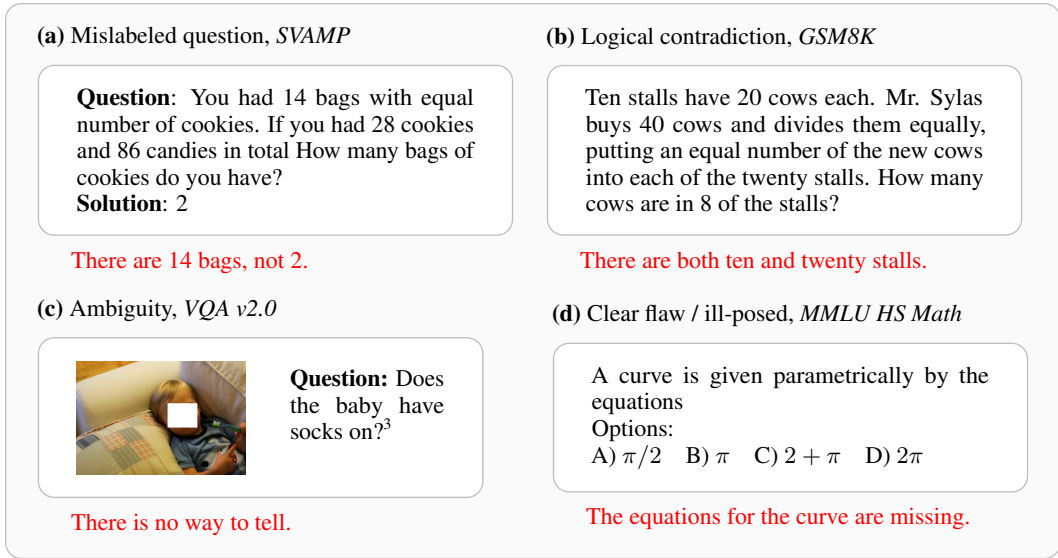 (a) Mislabeled question, SVAMP
Question: You had 14 bags with equal
number of cookies. If you had 28 cookies
and 86 candies in total How many bags of
cookies do you have?
Solution: 2
There are 14 bags, not 2.
(b) Logical contradiction, GSM8K
Ten stalls have 20 cows each. Mr. Sylas
buys 40 cows and divides them equally,
putting an equal number of the new cows
into each of the twenty stalls. How many
cows are in 8 of the stalls?
There are both ten and twenty stalls.
(c) Ambiguity, VQA v2.0
Question: Does
the baby have
socks on?³
There is no way to tell.
(d) Clear flaw / ill-posed, MMLU HS Math
A curve is given parametrically by the
equations
Options:
A) π/2 B) π C) 2 + π D) 2π
The equations for the curve are missing.